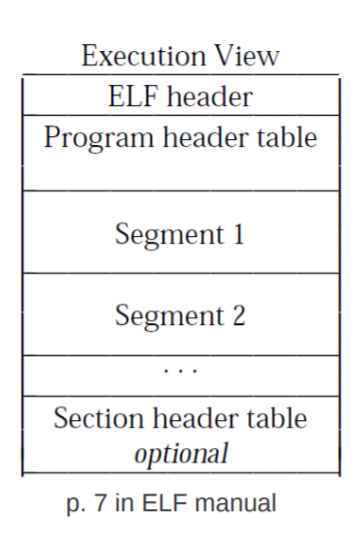 Execution View
ELF header
Program header table
Segment 1
Segment 2
. . .
Section header table
optional
p. 7 in ELF manual